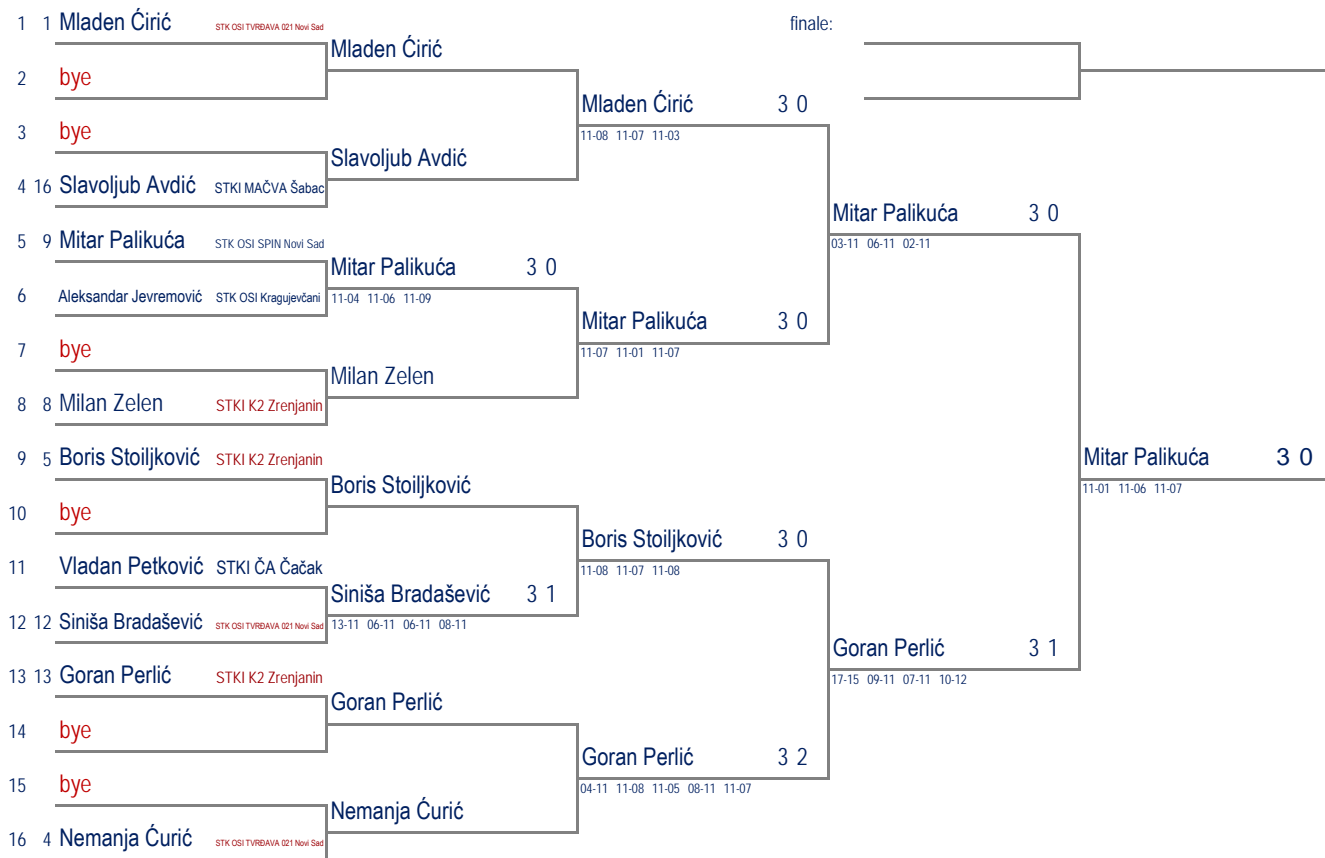 1 1 Mladen Ćirić STK OSI TVRĐAVA 021 Novi Sad finale:
Mladen Ćirić
2 bye
Mladen Ćirić 3 0
3 bye 11-08 11-07 11-03
Slavoljub Avdić
4 16 Slavoljub Avdić STKI MAČVA Šabac
Mitar Palikuća 3 0
5 9 Mitar Palikuća STK OSI SPIN Novi Sad 03-11 06-11 02-11
Mitar Palikuća 3 0
6 Aleksandar Jevremović STK OSI Kragujevčani 11-04 11-06 11-09
Mitar Palikuća 3 0
7 bye 11-07 11-01 11-07
Milan Zelen
8 8 Milan Zelen STKI K2 Zrenjanin
9 5 Boris Stoiljković STKI K2 Zrenjanin Mitar Palikuća 3 0
Boris Stoiljković 11-01 11-06 11-07
10 bye
Boris Stoiljković 3 0
11 Vladan Petković STKI ČA Čačak 11-08 11-07 11-08
Siniša Bradašević 3 1
12 12 Siniša Bradašević STK OSI TVRĐAVA 021 Novi Sad 13-11 06-11 06-11 08-11
Goran Perlić 3 1
13 13 Goran Perlić STKI K2 Zrenjanin 17-15 09-11 07-11 10-12
Goran Perlić
14 bye
Goran Perlić 3 2
15 bye 04-11 11-08 11-05 08-11 11-07
Nemanja Ćurić
16 4 Nemanja Ćurić STK OSI TVRĐAVA 021 Novi Sad